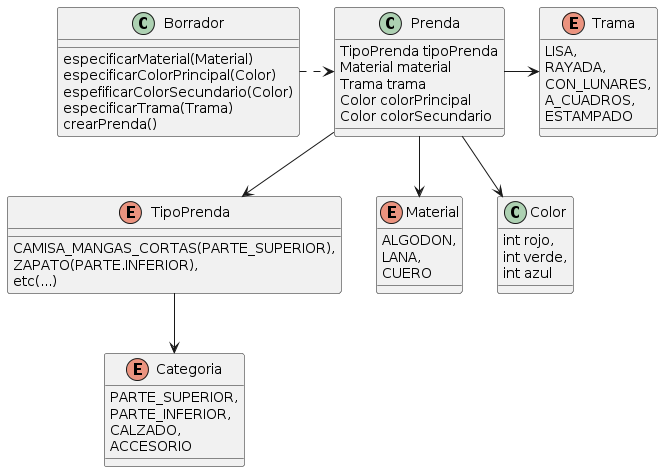 C Borrador
especificarMaterial(Material)
especificarColorPrincipal(Color)
espefificarColorSecundario(Color)
especificarTrama(Trama)
crearPrenda()
C Prenda
TipoPrenda tipoPrenda
Material material
Trama trama
Color colorPrincipal
Color colorSecundario
E Trama
LISA,
RAYADA,
CON_LUNARES,
A_CUADROS,
ESTAMPADO
E TipoPrenda
CAMISA_MANGAS_CORTAS(PARTE_SUPERIOR),
ZAPATO(PARTE.INFERIOR),
etc(...)
E Material
ALGODON,
LANA,
CUERO
C Color
int rojo,
int verde,
int azul
E Categoria
PARTE_SUPERIOR,
PARTE_INFERIOR,
CALZADO,
ACCESORIO